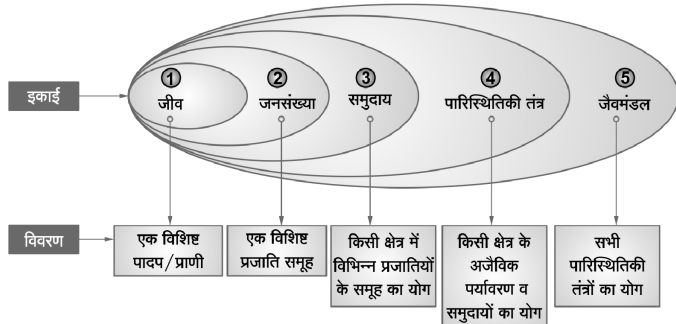 इकाई
1
जीव
2
जनसंख्या
3
समुदाय
4
पारिस्थितिकी तंत्र
5
जैवमंडल
विवरण
एक विशिष्ट
पादप/प्राणी
एक विशिष्ट
प्रजाति समूह
किसी क्षेत्र में
विभिन्न प्रजातियों
के समूह का योग
किसी क्षेत्र के
अजैविक
पर्यावरण व
समुदायों का योग
सभी
पारिस्थितिकी
तंत्रों का योग